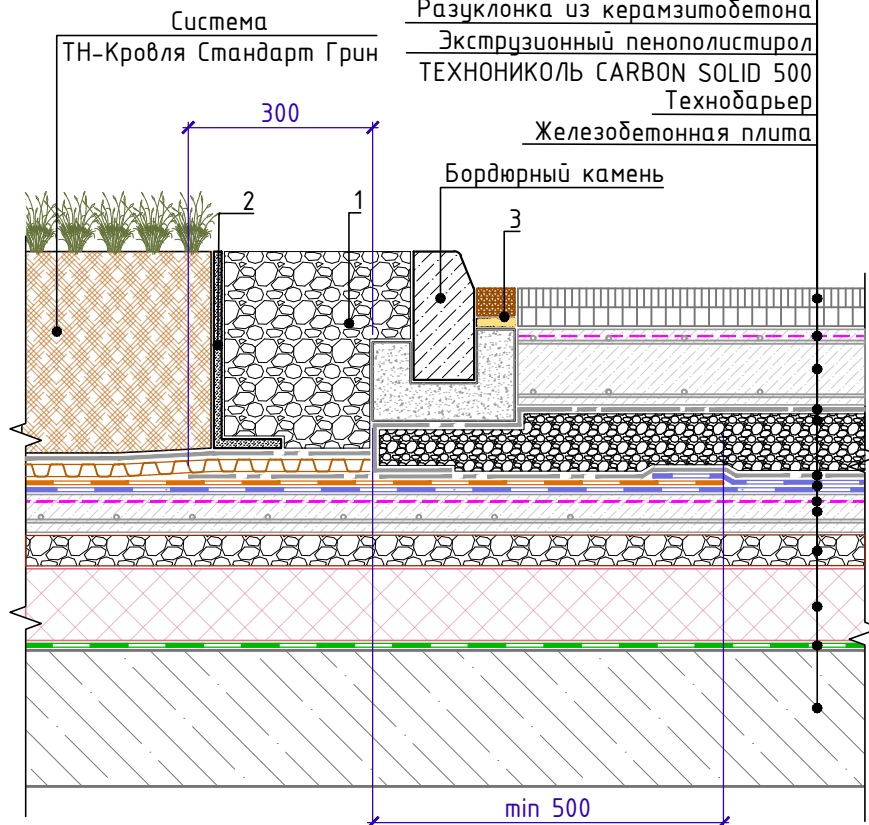 Система
ТН-Кровля Стандарт Грин
Разуклонка из керамзитобетона
Экструзионный пенополистирол
ТЕХНОНИКОЛЬ CARBON SOLID 500
Технобарьер
Железобетонная плита
300
Бордюрный камень
2
1
3
min 500